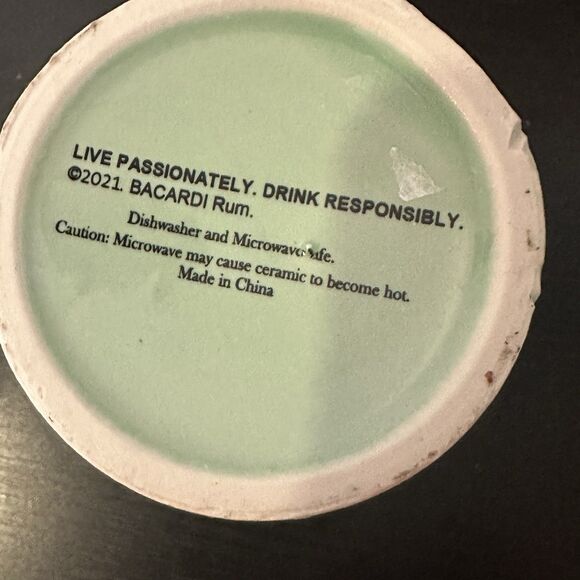 LIVE PASSIONATELY. DRINK RESPONSIBLY.
©2021. BACARDI Rum.
Dishwasher and Microwave Safe.
Caution: Microwave may cause ceramic to become hot.
Made in China